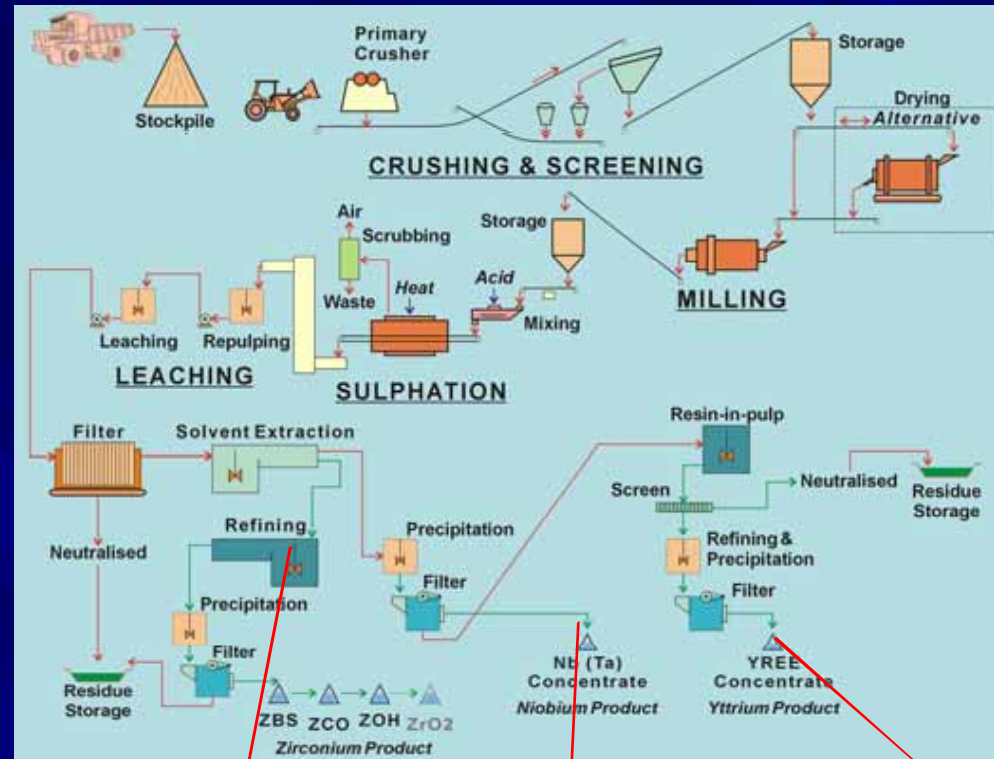 Primary
Crusher
Stockpile
Storage
Drying
Alternative
CRUSHING & SCREENING
Air
Scrubbing
Waste
Heat
Storage
Acid
Mixing
MILLING
Leaching
Repulping
LEACHING
SULPHATION
Filter
Solvent Extraction
Resin-in-pulp
Screen
Neutralised
Residue
Storage
Refining
Precipitation
Refining &
Precipitation
Neutralised
Filter
Filter
Precipitation
Filter
Residue
Storage
ZBS
ZCO
ZOH
ZrO2
Zirconium Product
Nb (Ta)
Concentrate
Niobium Product
YREE
Concentrate
Yttrium Product